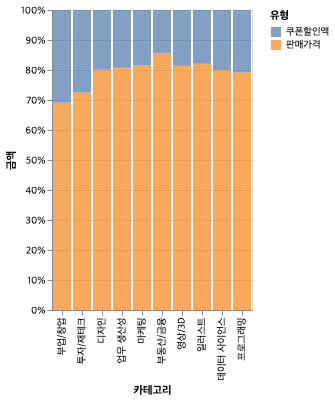 유형
쿠폰할인액
판매가격
금액
100%
90%
80%
70%
60%
50%
40%
30%
20%
10%
0%
부업/창업
투자/재테크
디자인
업무 생산성
마케팅
부동산/금융
영상/3D
일러스트
데이터 사이언스
프로그래밍
카테고리